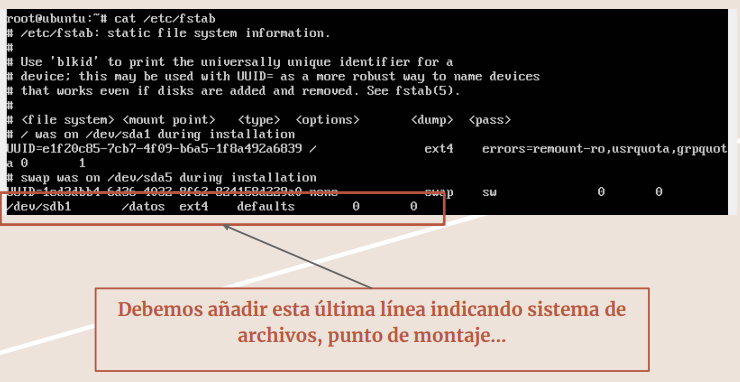 root@ubuntu:~# cat /etc/fstab
# /etc/fstab: static file system information.
#
# Use 'blkid' to print the universally unique identifier for a
# device; this may be used with UUID= as a more robust way to name devices
# that works even if disks are added and removed. See fstab(5).
#
# <file system> <mount point>   <type>  <options>       <dump>  <pass>
# / was on /dev/sda1 during installation
UUID=e1f20c85-7cb7-4f09-b6a5-1f8a492a6839 /               ext4    errors=remount-ro,usrquota,grpquot
a 0       1
# swap was on /dev/sda5 during installation
none            swap    sw              0       0
/dev/sdb1       /datos  ext4    defaults        0       0
Debemos añadir esta última línea indicando sistema de
archivos, punto de montaje...